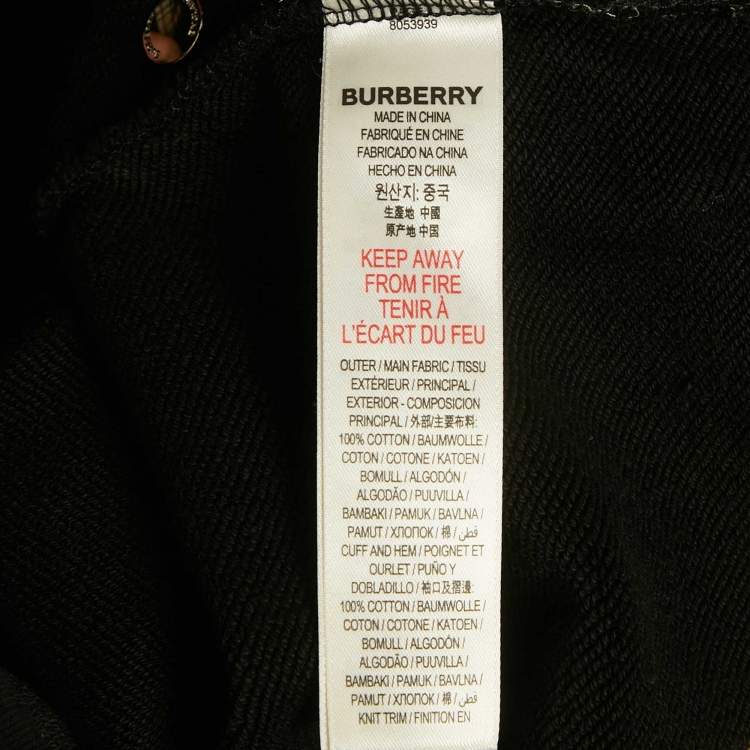 8053939
BURBERRY
MADE IN CHINA
FABRIQUÉ EN CHINE
FABRICADO NA CHINA
HECHO EN CHINA
원산지: 중국
生產地 中國
原产地 中国
KEEP AWAY
FROM FIRE
TENIR À
L'ÉCART DU FEU
OUTER / MAIN FABRIC / TISSU
EXTÉRIEUR / PRINCIPAL /
EXTERIOR - COMPOSICION
PRINCIPAL / 外部/主要布料:
100% COTTON / BAUMWOLLE /
COTON / COTONE / KATOEN /
BOMULL / ALGODÓN /
ALGODÃO / PUUVILLA /
BAMBAKI / PAMUK / BAVLNA /
PAMUT / ХЛОПОК / 棉 / قطن /
CUFF AND HEM / POIGNET ET
OURLET / PUÑO Y
DOBLADILLO / 袖口及摺邊:
100% COTTON / BAUMWOLLE /
COTON / COTONE / KATOEN /
BOMULL / ALGODÓN /
ALGODÃO / PUUVILLA /
BAMBAKI / PAMUK / BAVLNA /
PAMUT / ХЛОПОК / 棉 / قطن /
KNIT TRIM / FINITION EN